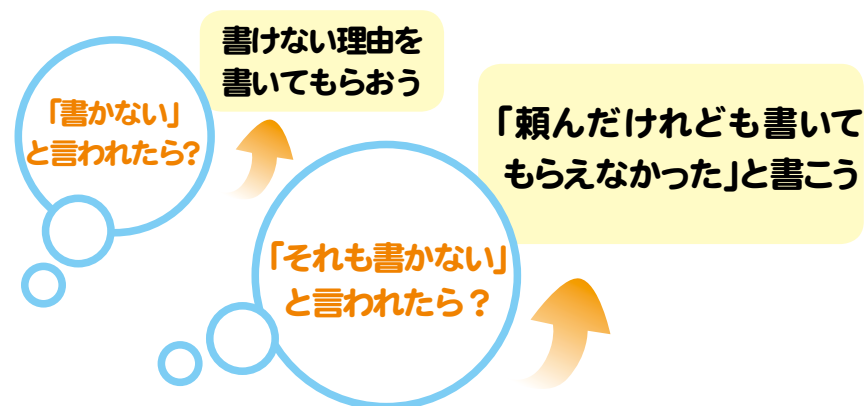 「書かない」
と言われたら?
書けない理由を
書いてもらおう
「それも書かない」
と言われたら？
「頼んだけれども書いて
もらえなかった」と書こう